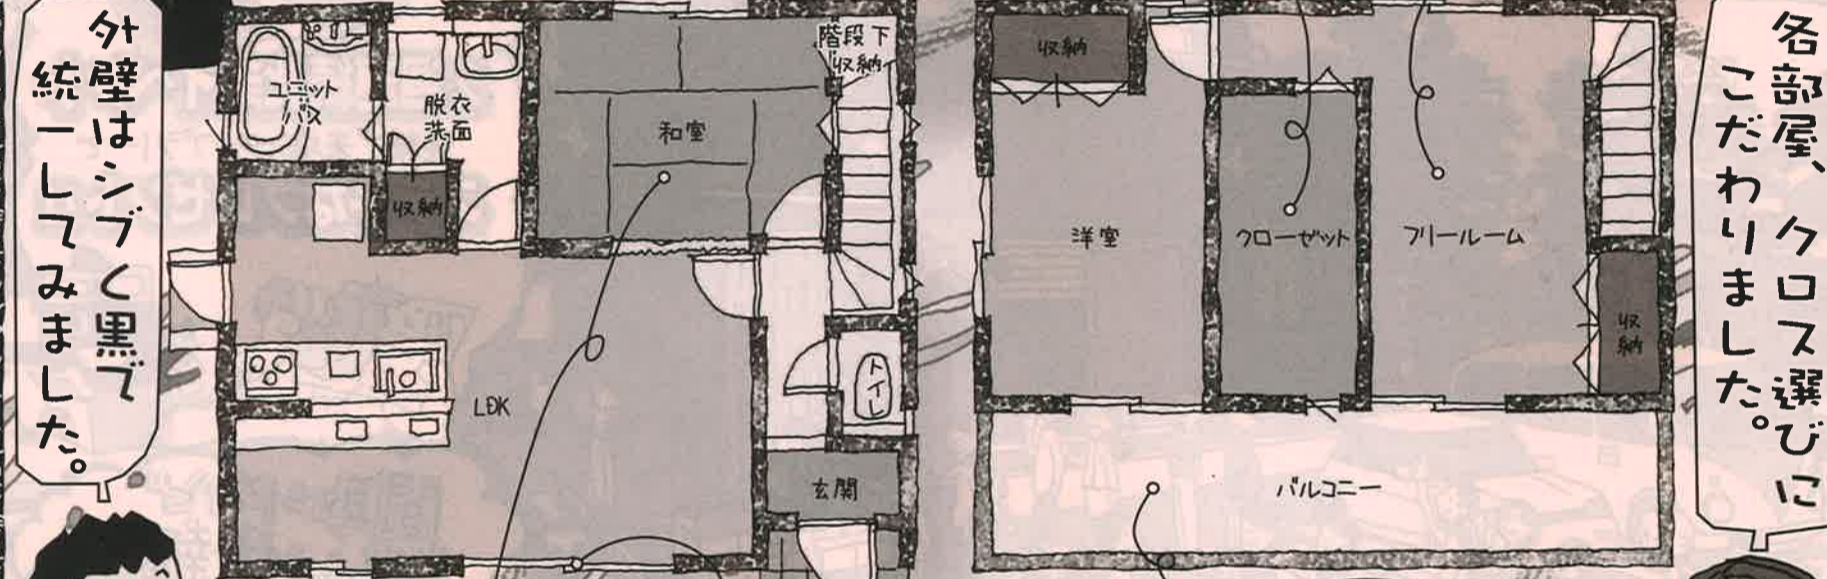 各部屋、クロス選びに
こだわりました。
収納
洋室
クローゼット
フリールーム
収
納
バルコニー
階段下
収納
ユニット
バス
脱衣
洗面
和室
収納
LDK
トイレ
玄関
外壁はシブく黒で
統一してみました。